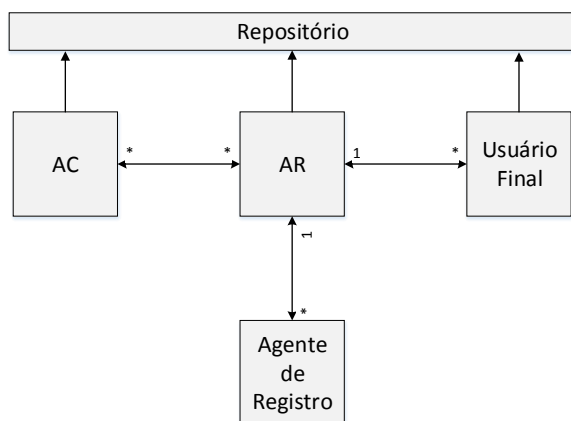 Repositório
AC
*
*
AR
1
*
Usuário
Final
1
*
Agente
de
Registro